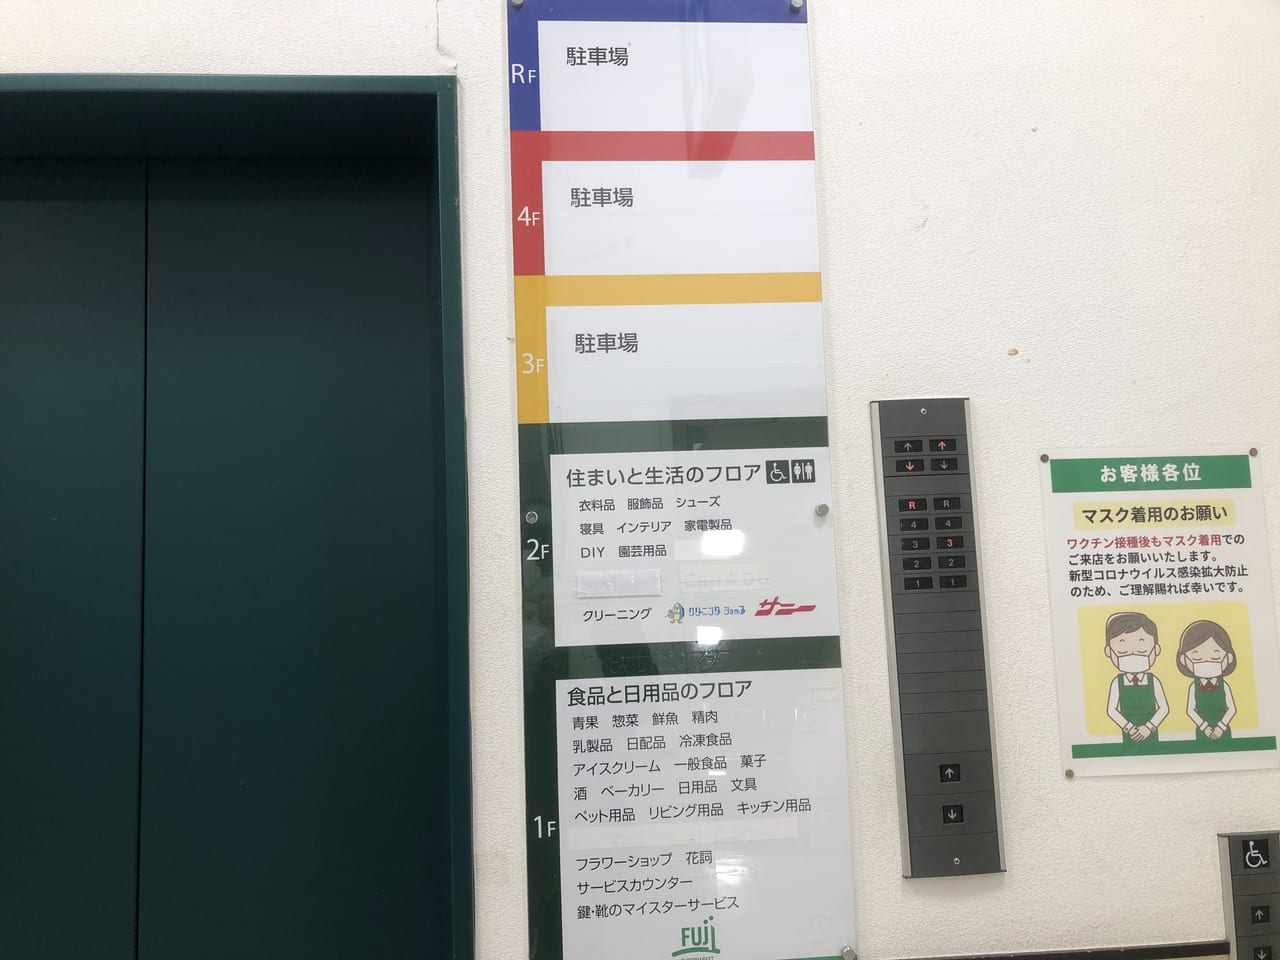 RF
駐車場
4F
駐車場
3F
駐車場
2F
住まいと生活のフロア
衣料品 服飾品 シューズ
寝具 インテリア 家電製品
DIY 園芸用品
クリーニング クリーニングショップ サニー
1F
食品と日用品のフロア
青果 惣菜 鮮魚 精肉
乳製品 日配品 冷凍食品
アイスクリーム 一般食品 菓子
酒 ベーカリー 日用品 文具
ペット用品 リビング用品 キッチン用品
フラワーショップ 花詞
サービスカウンター
鍵・靴のマイスターサービス
FUJI
↑ ↑
↓ ↓
R R
4 4
3 3
2 2
1 1
↑
↓
お客様各位
マスク着用のお願い
ワクチン接種後もマスク着用での
ご来店をお願いいたします。
新型コロナウイルス感染拡大防止
のため、ご理解賜れば幸いです。
↑
↓